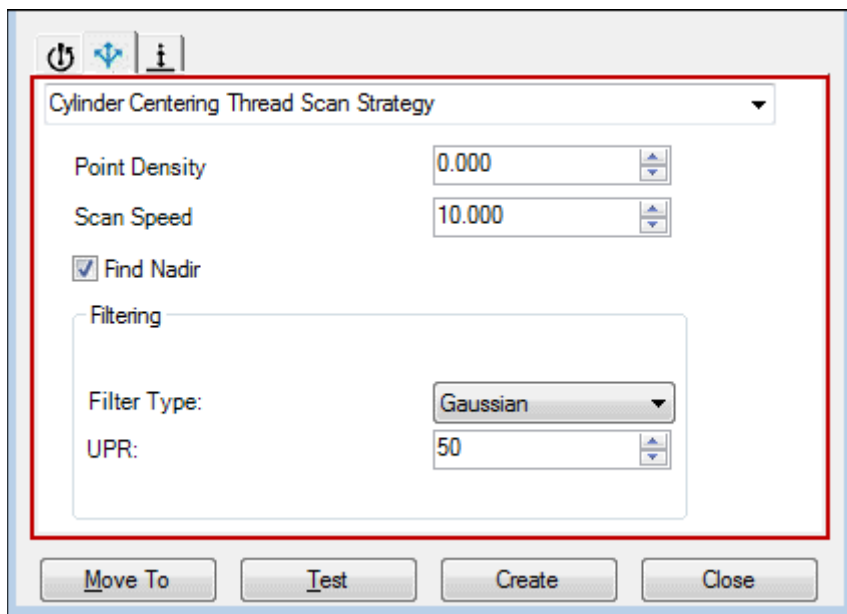 Cylinder Centering Thread Scan Strategy
Point Density 0.000
Scan Speed 10.000
Find Nadir
Filtering
Filter Type: Gaussian
UPR: 50
Move To Test Create Close